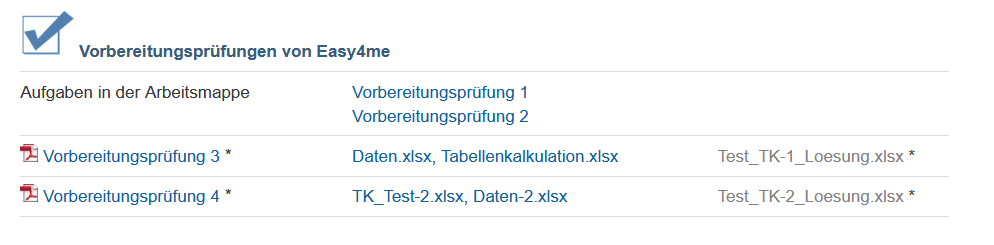 Vorbereitungsprüfungen von Easy4me
Aufgaben in der Arbeitsmappe Vorbereitungsprüfung 1
Vorbereitungsprüfung 2
Vorbereitungsprüfung 3 * Daten.xlsx, Tabellenkalkulation.xlsx Test_TK-1_Loesung.xlsx *
Vorbereitungsprüfung 4 * TK_Test-2.xlsx, Daten-2.xlsx Test_TK-2_Loesung.xlsx *